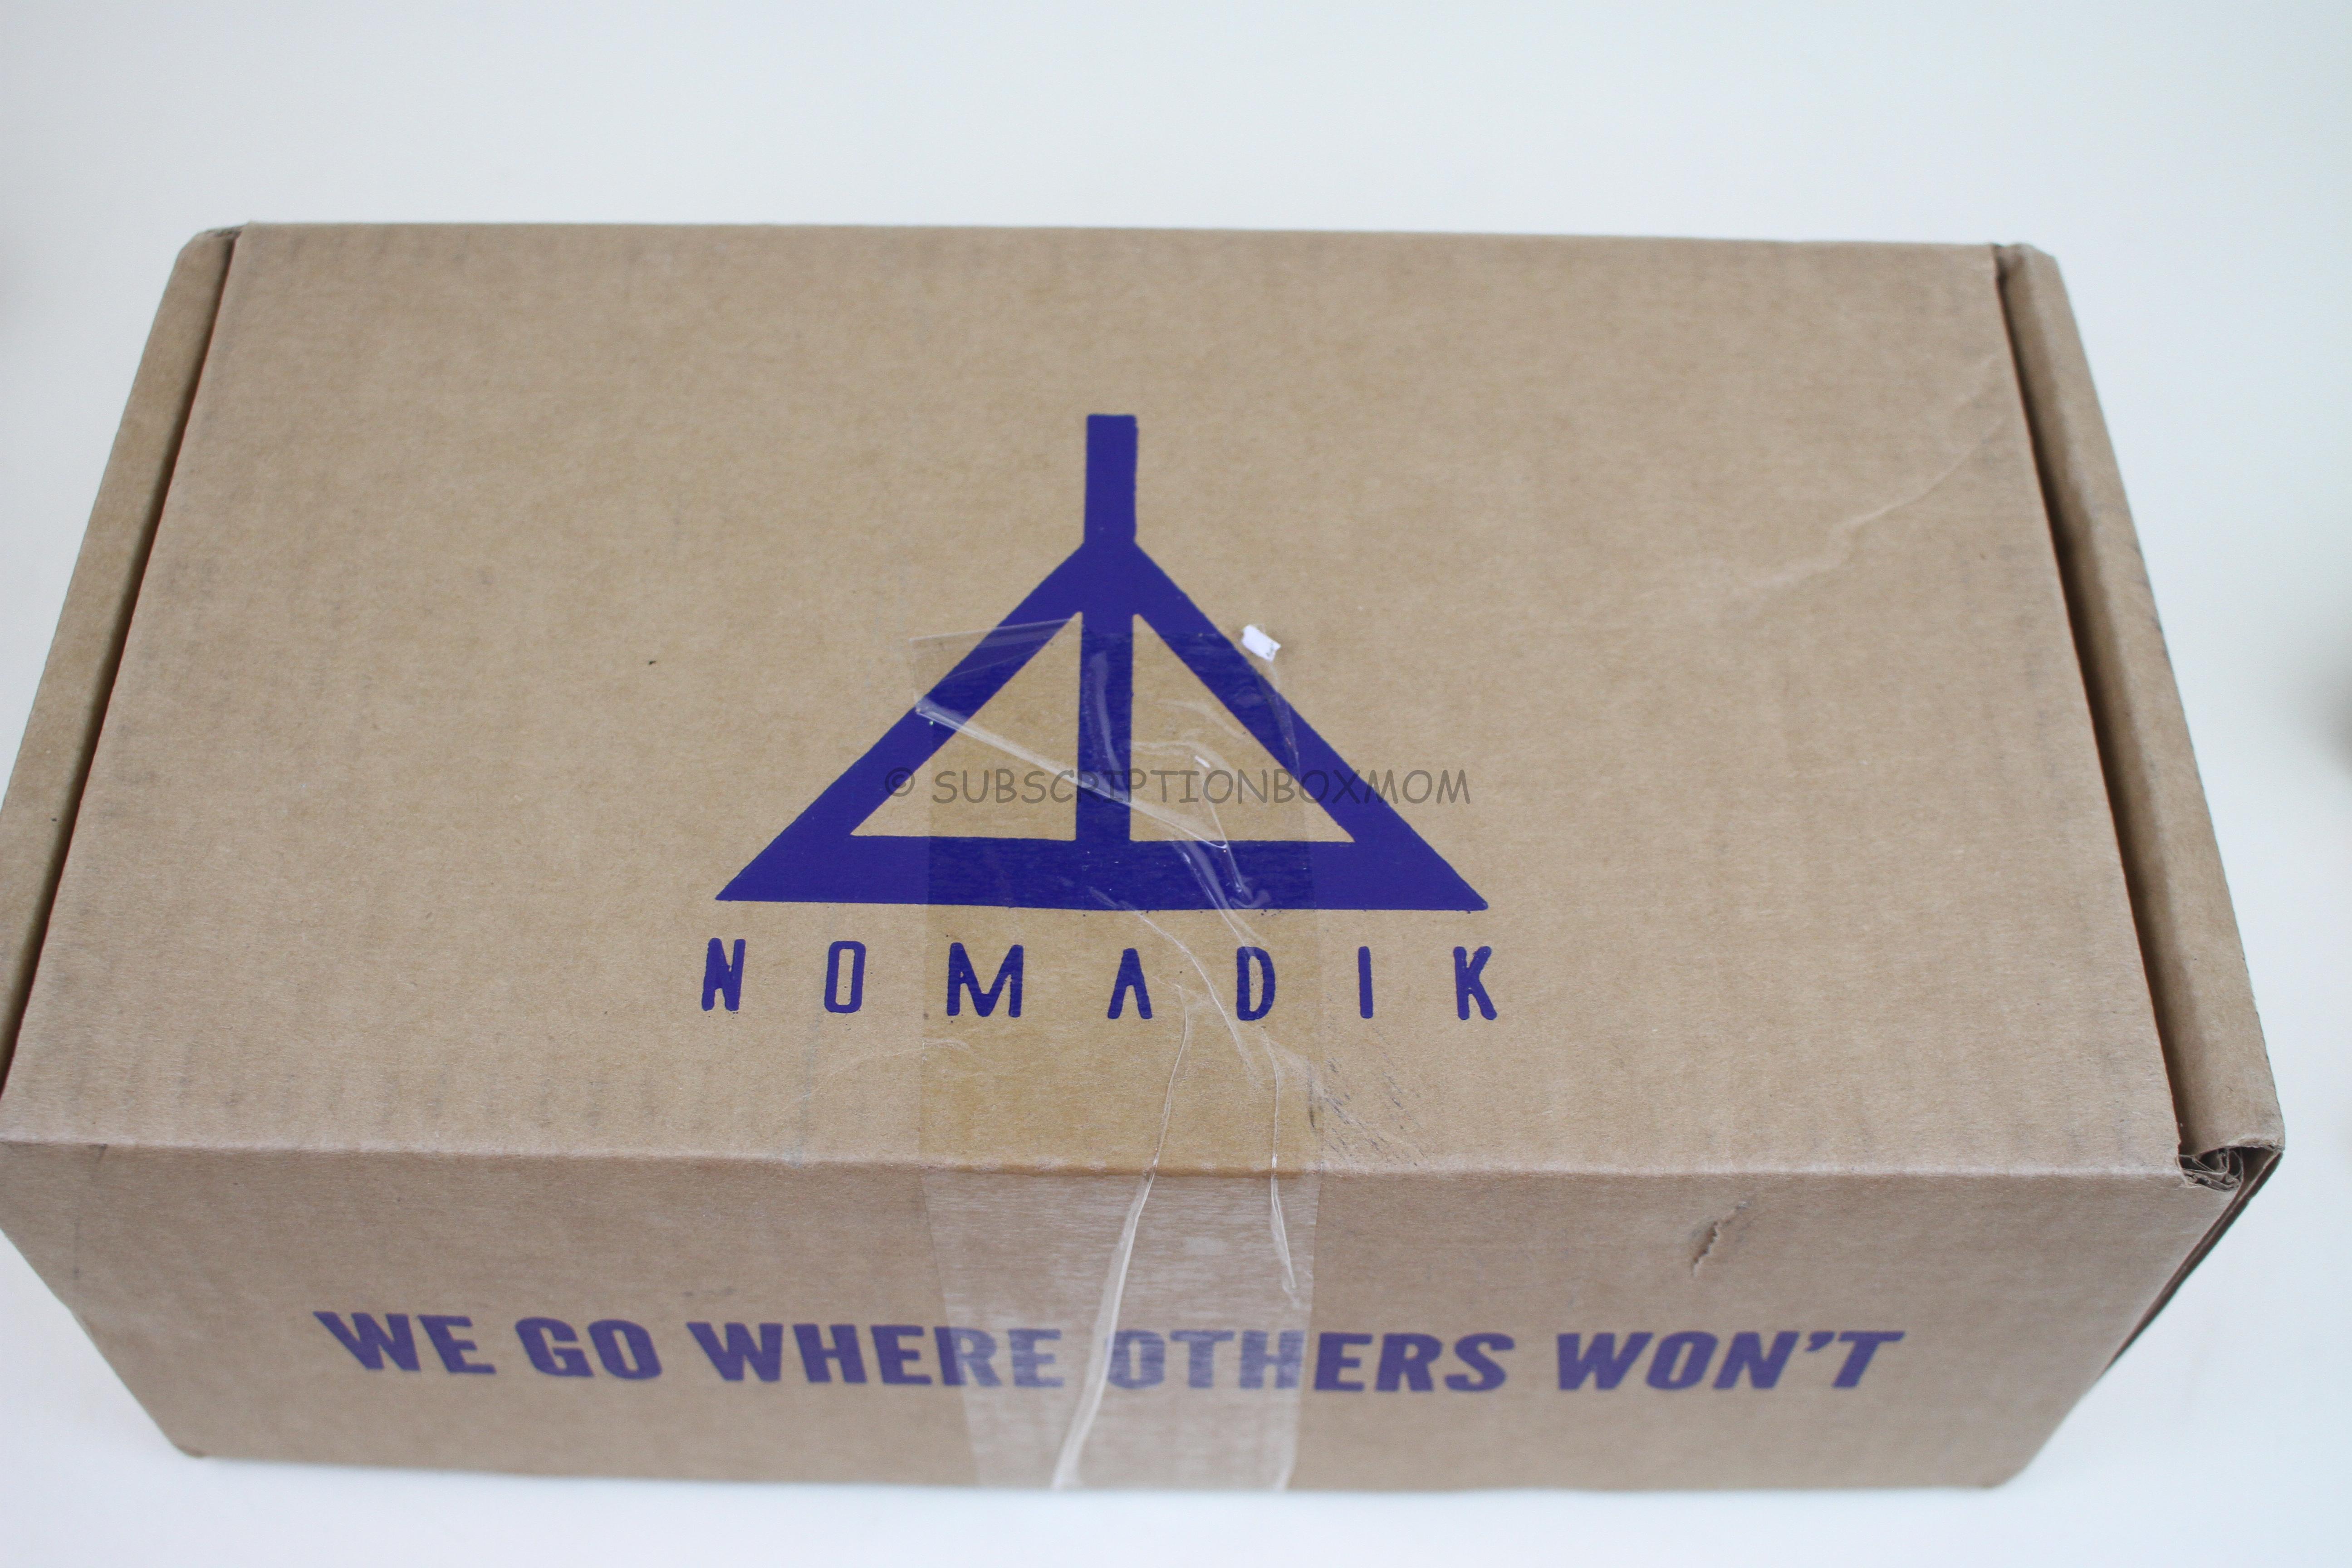 © SUBSCRIPTIONBOXMOM
NOMADIK
WE GO WHERE OTHERS WON'T